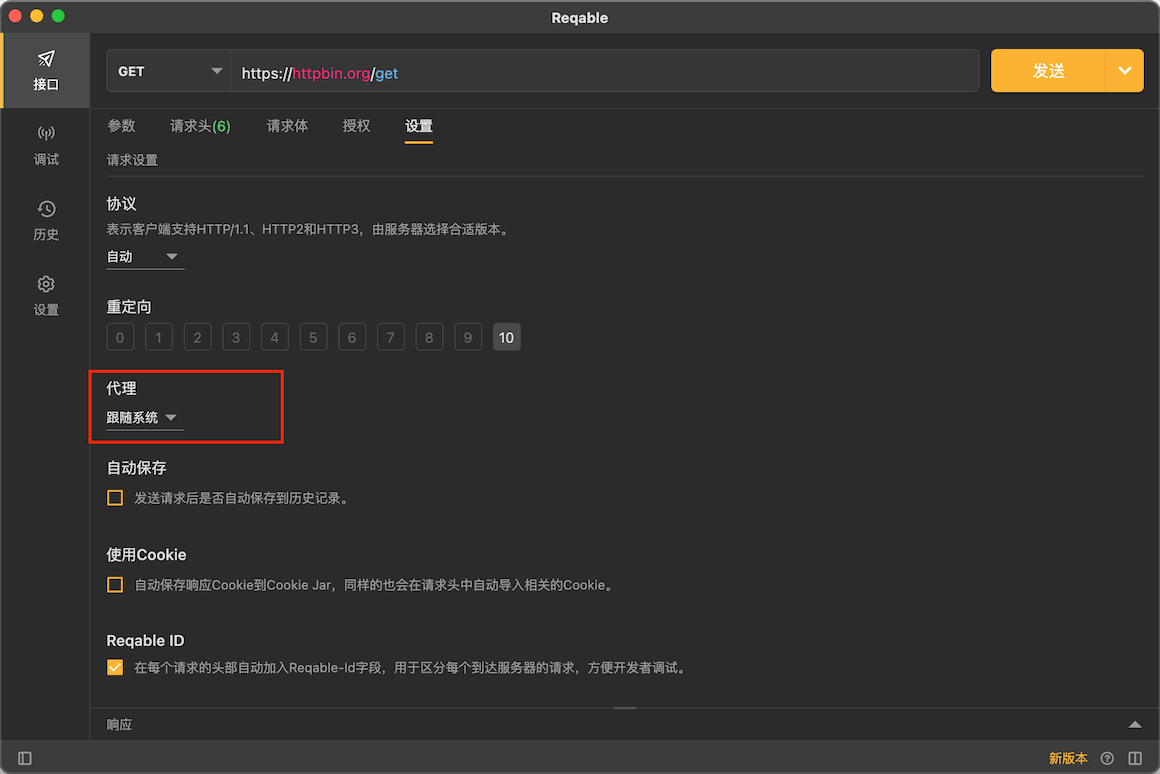 Reqable
接口
调试
历史
设置
GET
https://httpbin.org/get
发送
参数
请求头(6)
请求体
授权
设置
请求设置
协议
表示客户端支持HTTP/1.1、HTTP2和HTTP3，由服务器选择合适版本。
自动
重定向
0 1 2 3 4 5 6 7 8 9 10
代理
跟随系统
自动保存
发送请求后是否自动保存到历史记录。
使用Cookie
自动保存响应Cookie到Cookie Jar，同样的也会在请求头中自动导入相关的Cookie。
Reqable ID
在每个请求的头部自动加入Reqable-Id字段，用于区分每个到达服务器的请求，方便开发者调试。
响应
新版本